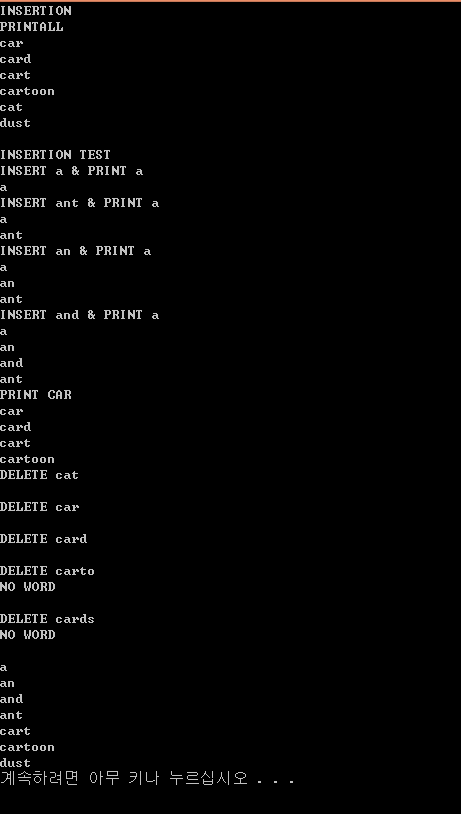 INSERTION
PRINTALL
car
card
cart
cartoon
cat
dust
INSERTION TEST
INSERT a & PRINT a
a
INSERT ant & PRINT a
a
ant
INSERT an & PRINT a
a
an
ant
INSERT and & PRINT a
a
an
and
ant
PRINT CAR
car
card
cart
cartoon
DELETE cat
DELETE car
DELETE card
DELETE carto
NO WORD
DELETE cards
NO WORD
a
an
and
ant
cart
cartoon
dust
계속하려면 아무 키나 누르십시오 . . .